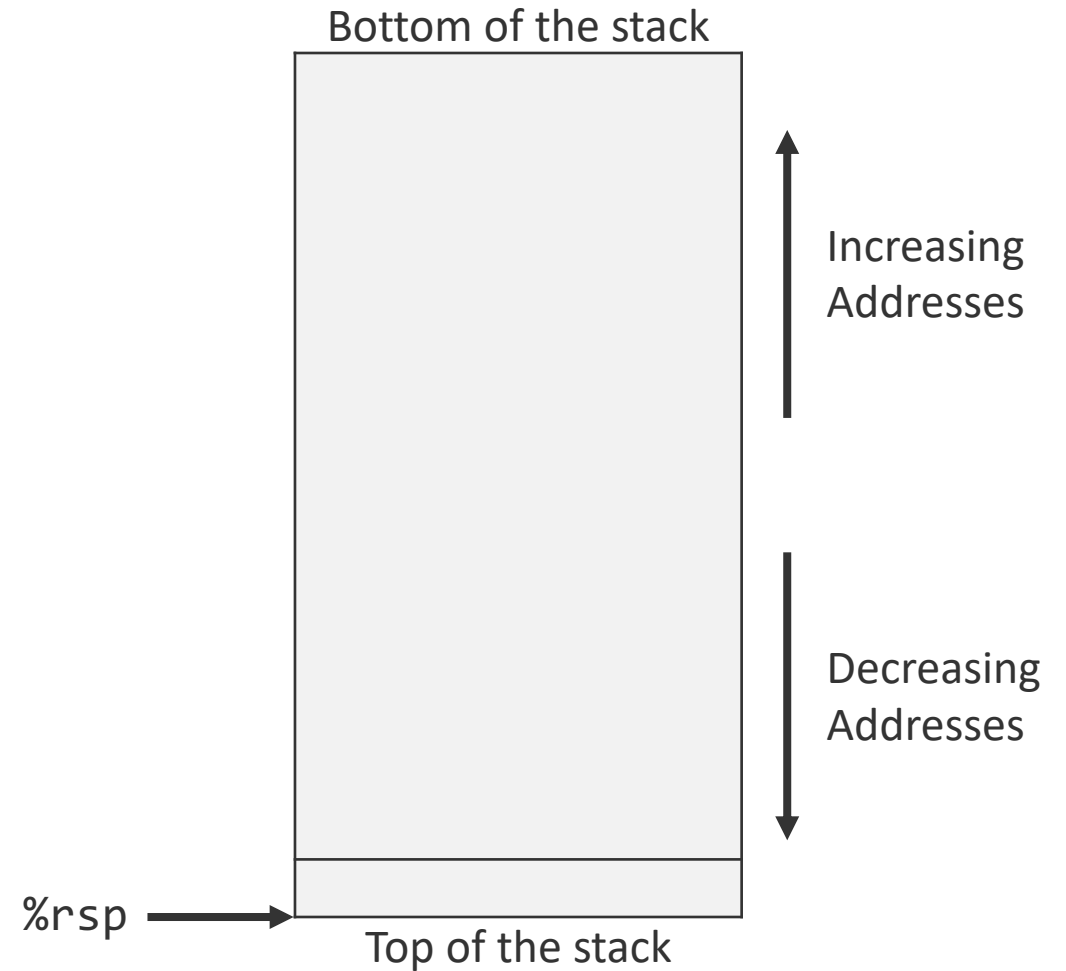 Bottom of the stack
Increasing
Addresses
Decreasing
Addresses
%rsp
Top of the stack